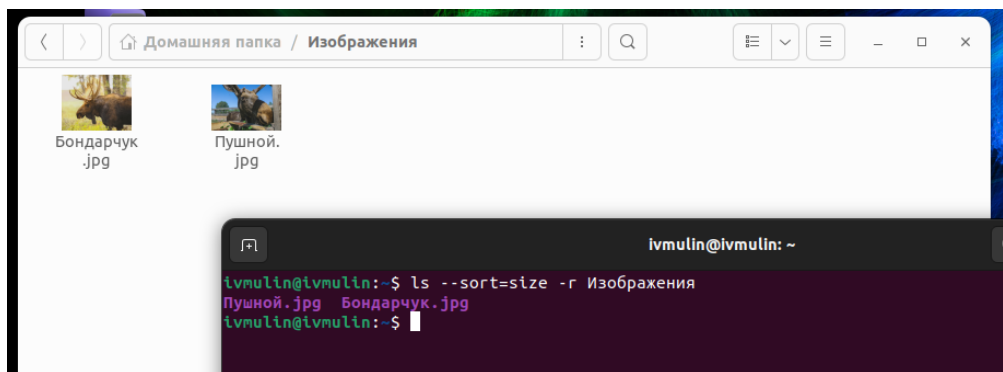 Домашняя папка / Изображения
Бондарчук
.jpg
Пушной.
jpg
ivmulin@ivmulin: ~
ivmulin@ivmulin:~$ ls --sort=size -r Изображения
Пушной.jpg  Бондарчук.jpg
ivmulin@ivmulin:~$